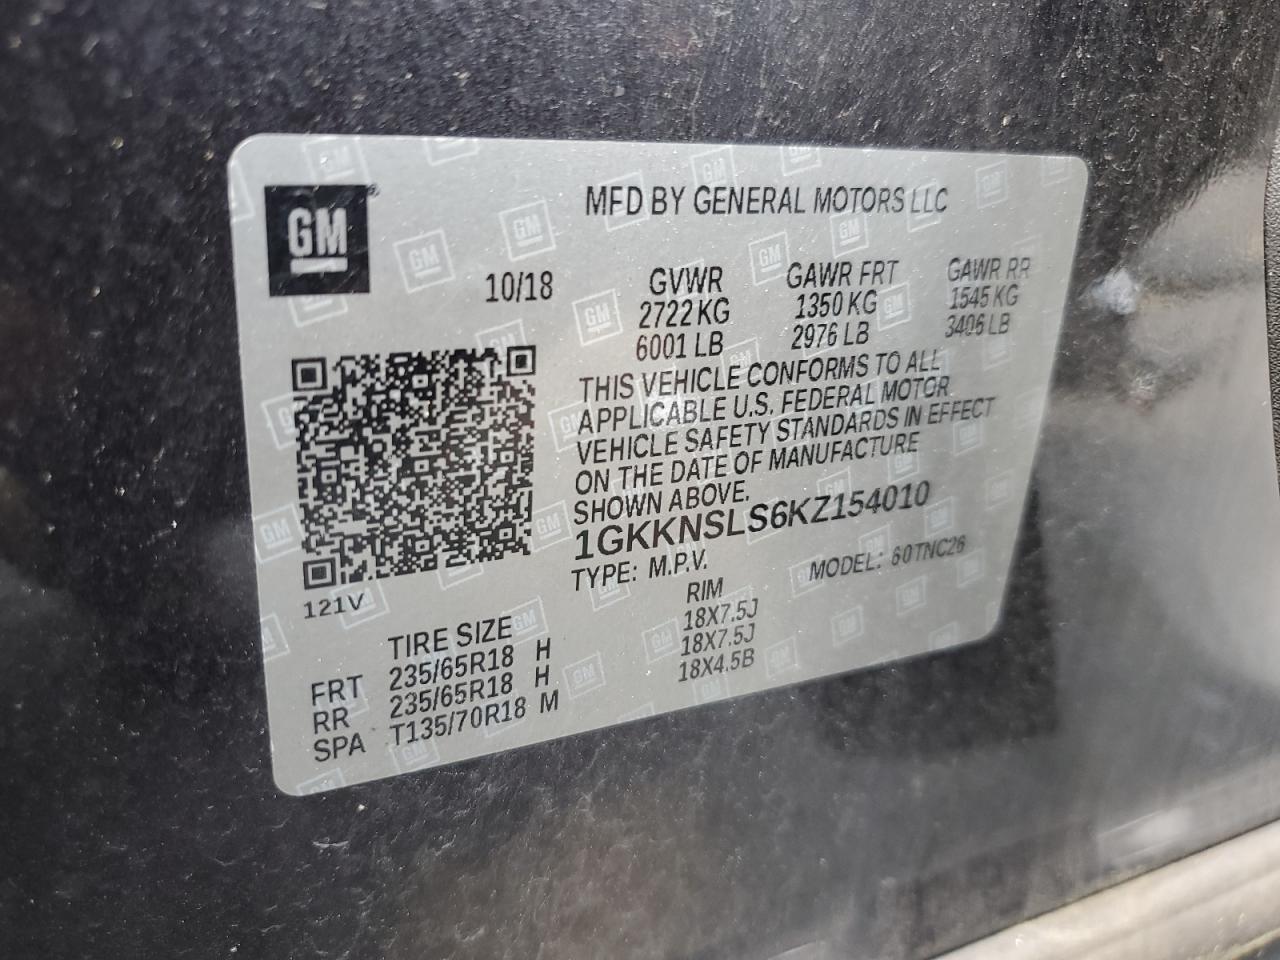 GM
MFD BY GENERAL MOTORS LLC
10/18 GVWR GAWR FRT GAWR RR
2722 KG 1350 KG 1545 KG
6001 LB 2976 LB 3406 LB
THIS VEHICLE CONFORMS TO ALL
APPLICABLE U.S. FEDERAL MOTOR
VEHICLE SAFETY STANDARDS IN EFFECT
ON THE DATE OF MANUFACTURE
SHOWN ABOVE.
1GKKNSLS6KZ154010
TYPE: M.P.V. MODEL: 60TNC26
121V
TIRE SIZE RIM
FRT 235/65R18 H 18X7.5J
RR 235/65R18 H 18X7.5J
SPA T135/70R18 M 18X4.5B